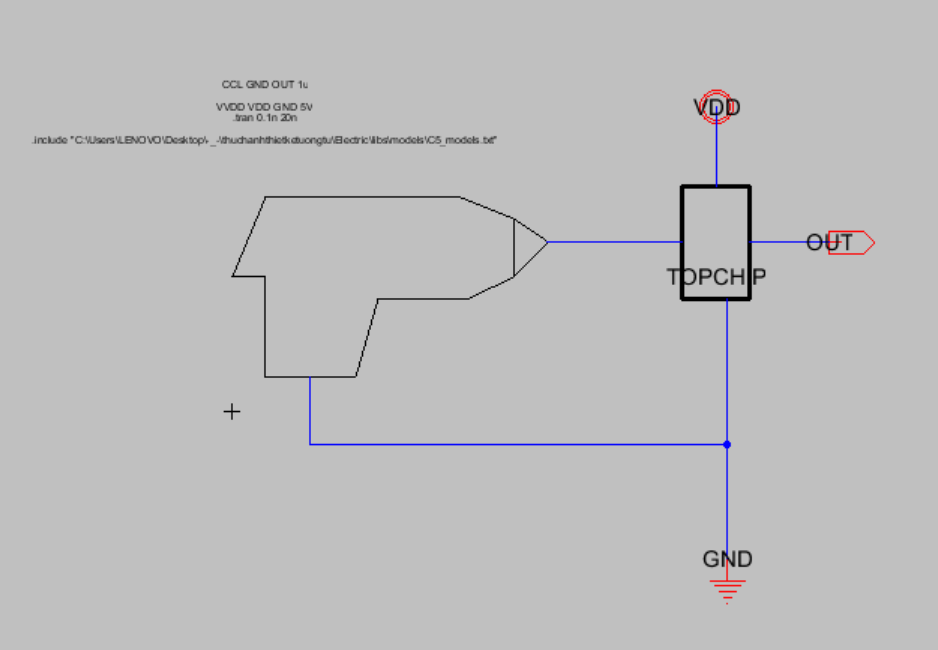 CCL GND OUT 1u
VVDD VDD GND 5V
.tran 0.1n 20n
.include "C:\Users\LENOVO\Desktop\-_-\thuchanhthietketuongtu\Electric\libs\models\C5_models.txt"
VDD
OUT
TOPCHIP
GND